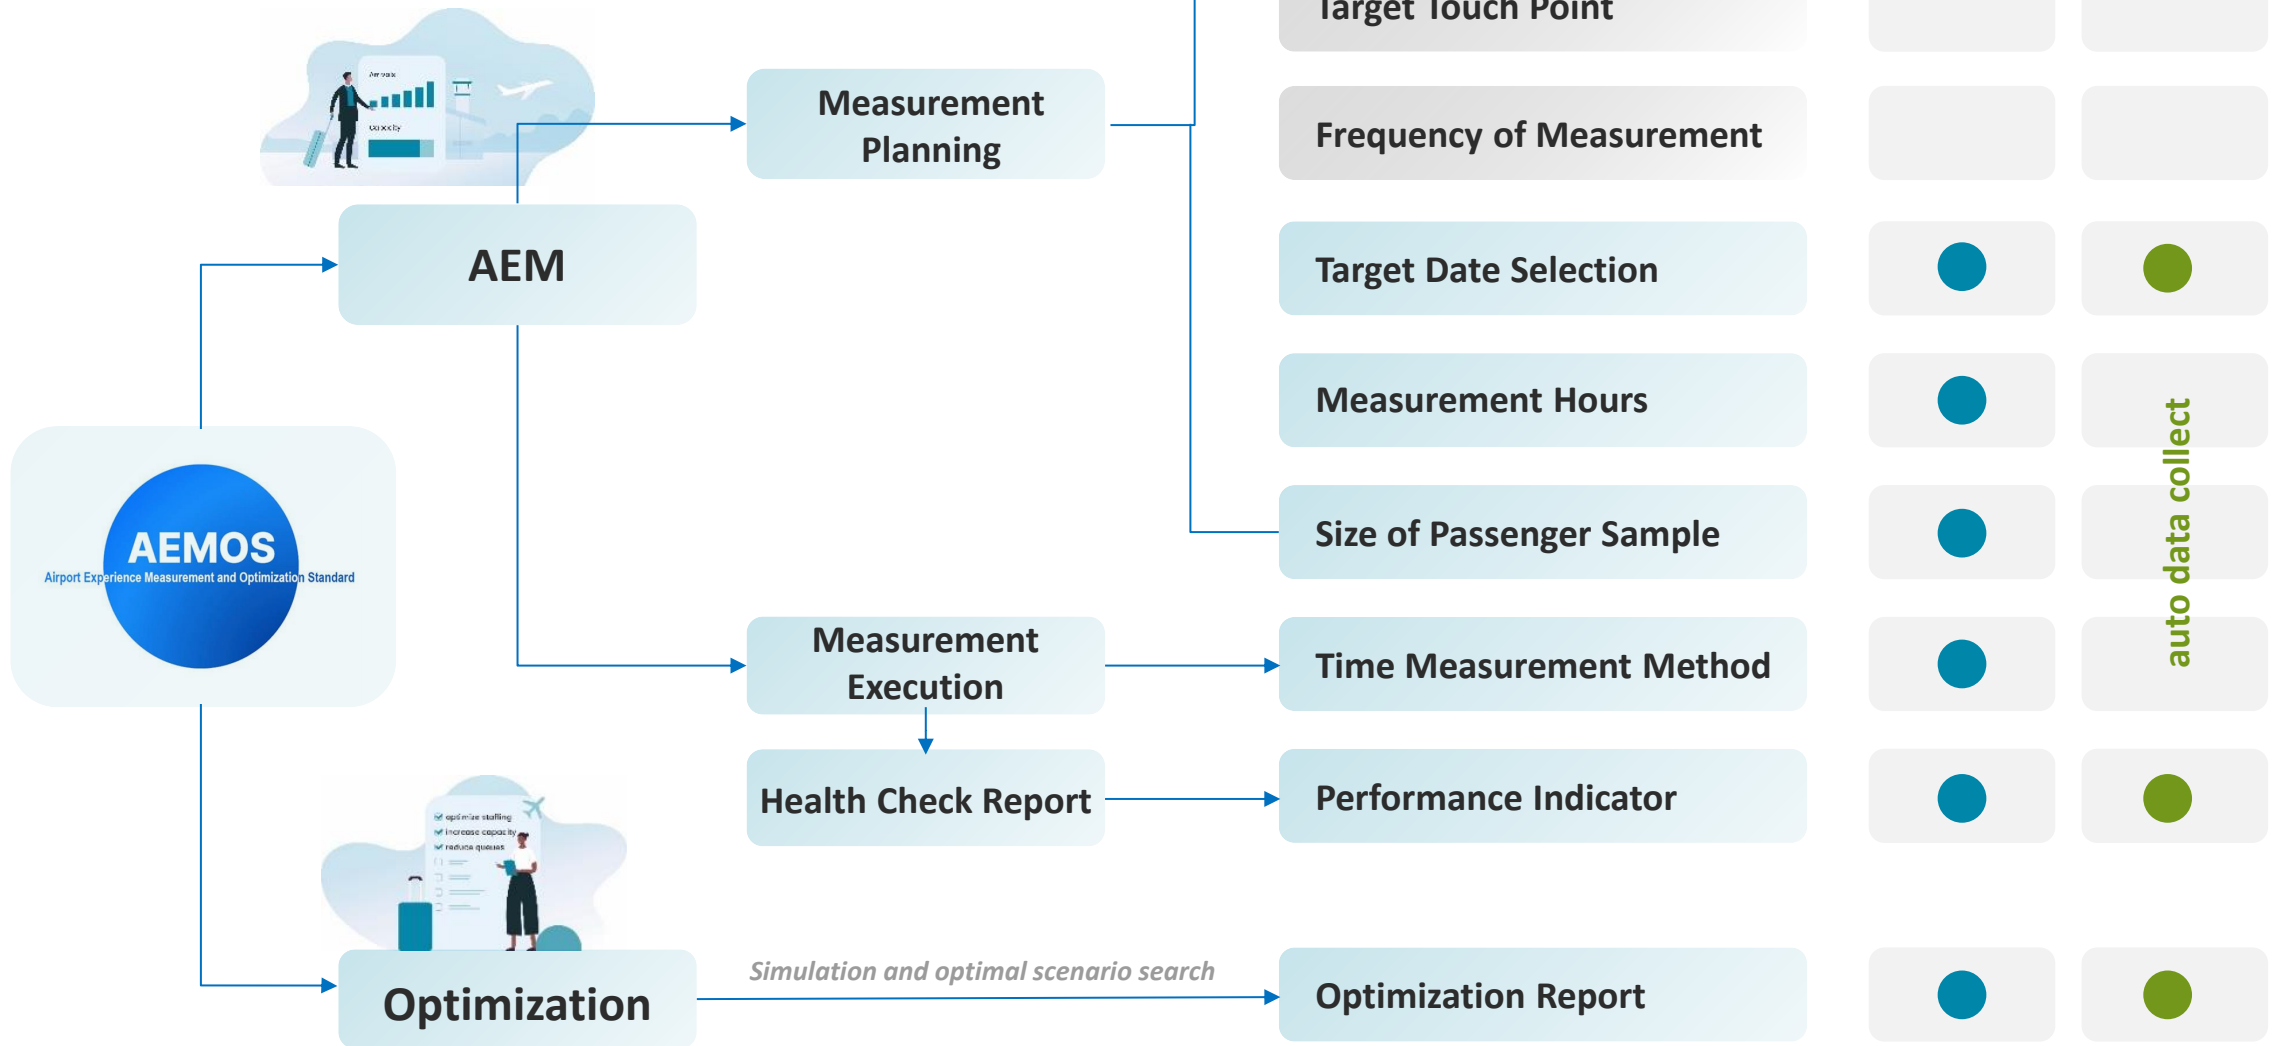 Target Touch Point
Arrivals
Capacity
Measurement
Planning
Frequency of Measurement
AEM
Target Date Selection
Measurement Hours
auto data collect
AEMOS
Airport Experience Measurement and Optimization Standard
Size of Passenger Sample
Measurement
Execution
Time Measurement Method
Health Check Report
Performance Indicator
optimize staffing
increase capacity
reduce queues
Simulation and optimal scenario search
Optimization
Optimization Report